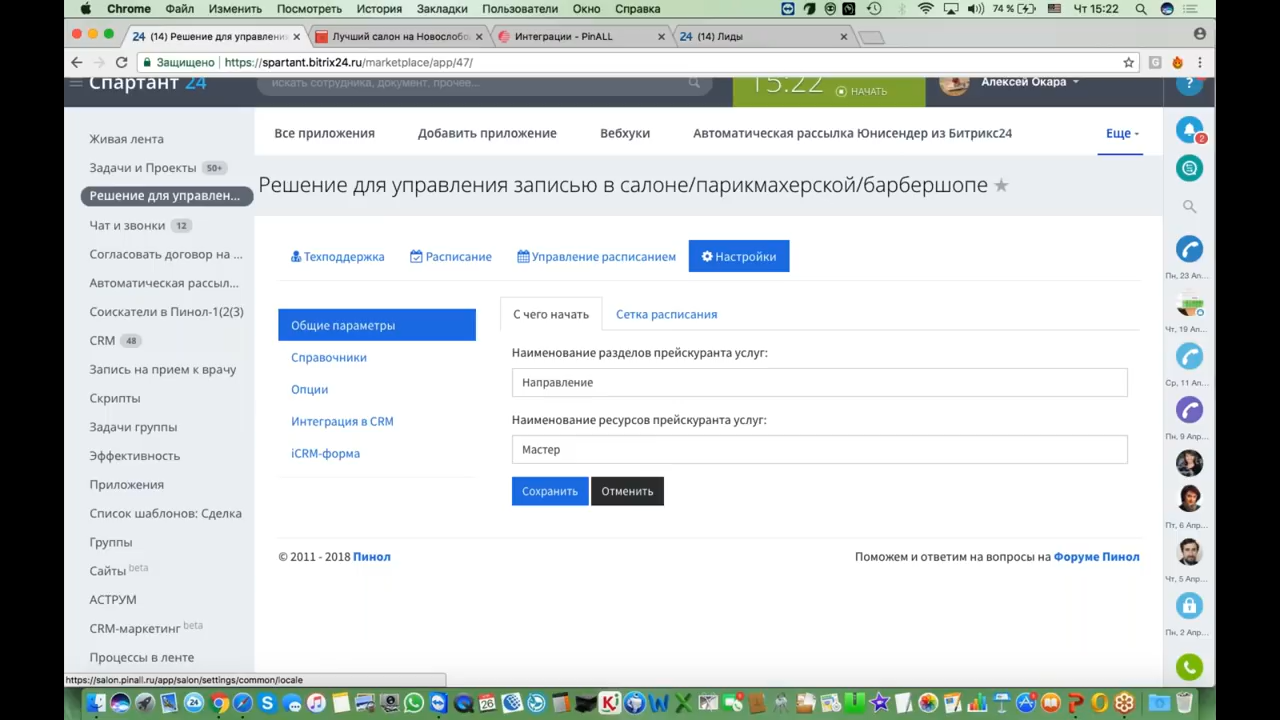 Chrome Файл Изменить Посмотреть История Закладки Пользователи Окно Справка 74 % Чт 15:22
24 (14) Решение для управлени × Лучший салон на Новослобо × Интеграции - PinALL × 24 (14) Лиды ×
Защищено https://spartant.bitrix24.ru/marketplace/app/47/
Спартант 24 искать сотрудника, документ, прочее... 15:22 НАЧАТЬ Алексей Окара ?
Все приложения Добавить приложение Вебхуки Автоматическая рассылка Юнисендер из Битрикс24 Еще
Решение для управления записью в салоне/парикмахерской/барбершопе
Живая лента
Задачи и Проекты 50+
Решение для управлен...
Чат и звонки 12
Согласовать договор на ...
Автоматическая рассыл...
Соискатели в Пинол-1(2(3)
CRM 48
Запись на прием к врачу
Скрипты
Задачи группы
Эффективность
Приложения
Список шаблонов: Сделка
Группы
Сайты beta
АСТРУМ
CRM-маркетинг beta
Процессы в ленте
Техподдержка Расписание Управление расписанием Настройки
Общие параметры
Справочники
Опции
Интеграция в CRM
iCRM-форма
С чего начать Сетка расписания
Наименование разделов прейскуранта услуг:
Направление
Наименование ресурсов прейскуранта услуг:
Мастер
Сохранить Отменить
© 2011 - 2018 Пинол Поможем и ответим на вопросы на Форуме Пинол
2
Пн, 23 Ап...
Чт, 19 Ап...
Ср, 11 Ап...
Пн, 9 Апр...
Пт, 6 Апр...
Чт, 5 Апр...
Пн, 2 Апр...
https://salon.pinall.ru/app/salon/settings/common/locale